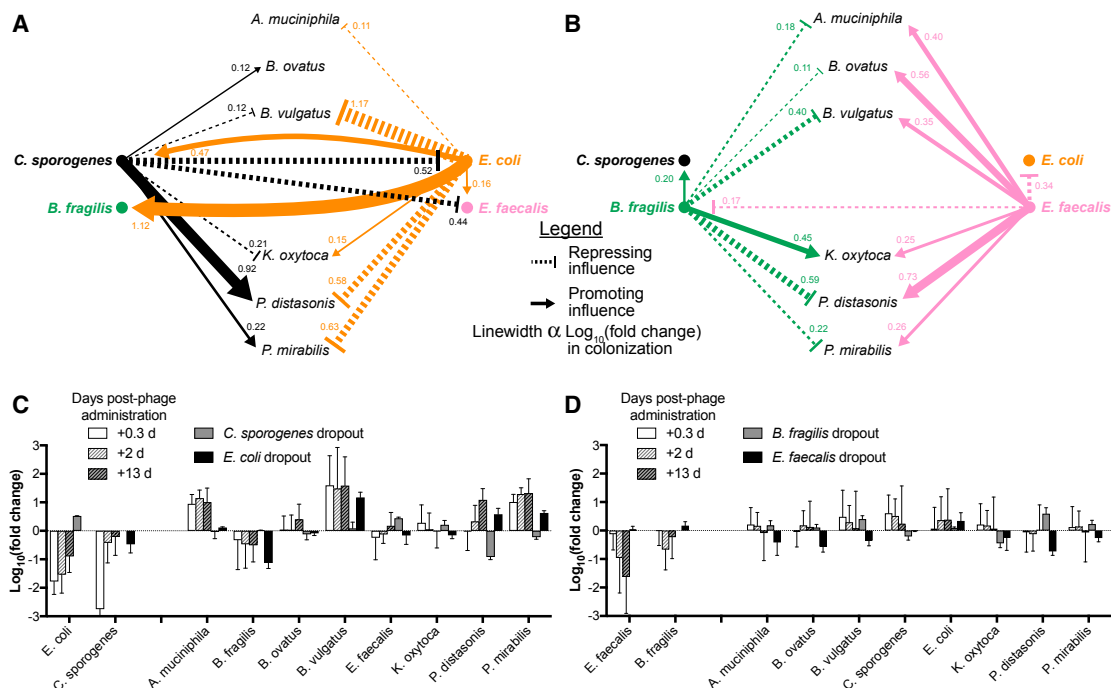 A
A. muciniphila
0.11
0.12
B. ovatus
0.12
B. vulgatus
1.17
C. sporogenes
0.47
0.52
E. coli
0.16
B. fragilis
1.12
0.44
E. faecalis
0.21
K. oxytoca
0.15
0.92
P. distasonis
0.58
0.22
P. mirabilis
0.63
Legend
Repressing
influence
Promoting
influence
Linewidth α Log10(fold change)
in colonization
B
A. muciniphila
0.18
0.40
B. ovatus
0.11
0.56
B. vulgatus
0.40
0.35
C. sporogenes
E. coli
0.20
0.34
B. fragilis
0.17
E. faecalis
0.45
K. oxytoca
0.25
0.59
P. distasonis
0.73
0.22
P. mirabilis
0.26
C
Days post-phage
administration
+0.3 d
+2 d
+13 d
C. sporogenes dropout
E. coli dropout
Log10(fold change)
3
2
1
0
-1
-2
-3
E. coli
C. sporogenes
A. muciniphila
B. fragilis
B. ovatus
B. vulgatus
E. faecalis
K. oxytoca
P. distasonis
P. mirabilis
D
Days post-phage
administration
+0.3 d
+2 d
+13 d
B. fragilis dropout
E. faecalis dropout
Log10(fold change)
3
2
1
0
-1
-2
-3
E. faecalis
B. fragilis
A. muciniphila
B. ovatus
B. vulgatus
C. sporogenes
E. coli
K. oxytoca
P. distasonis
P. mirabilis